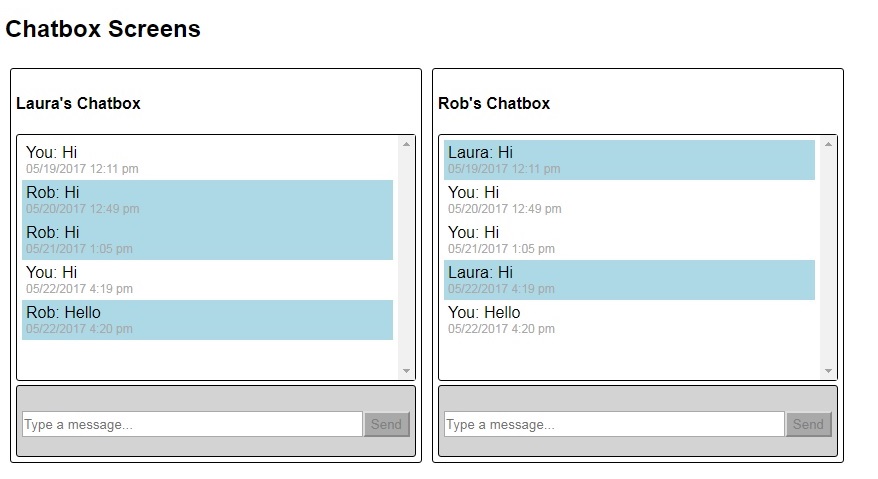 Chatbox Screens
Laura's Chatbox
You: Hi
05/19/2017 12:11 pm
Rob: Hi
05/20/2017 12:49 pm
Rob: Hi
05/21/2017 1:05 pm
You: Hi
05/22/2017 4:19 pm
Rob: Hello
05/22/2017 4:20 pm
Type a message...
Send
Rob's Chatbox
Laura: Hi
05/19/2017 12:11 pm
You: Hi
05/20/2017 12:49 pm
You: Hi
05/21/2017 1:05 pm
Laura: Hi
05/22/2017 4:19 pm
You: Hello
05/22/2017 4:20 pm
Type a message...
Send